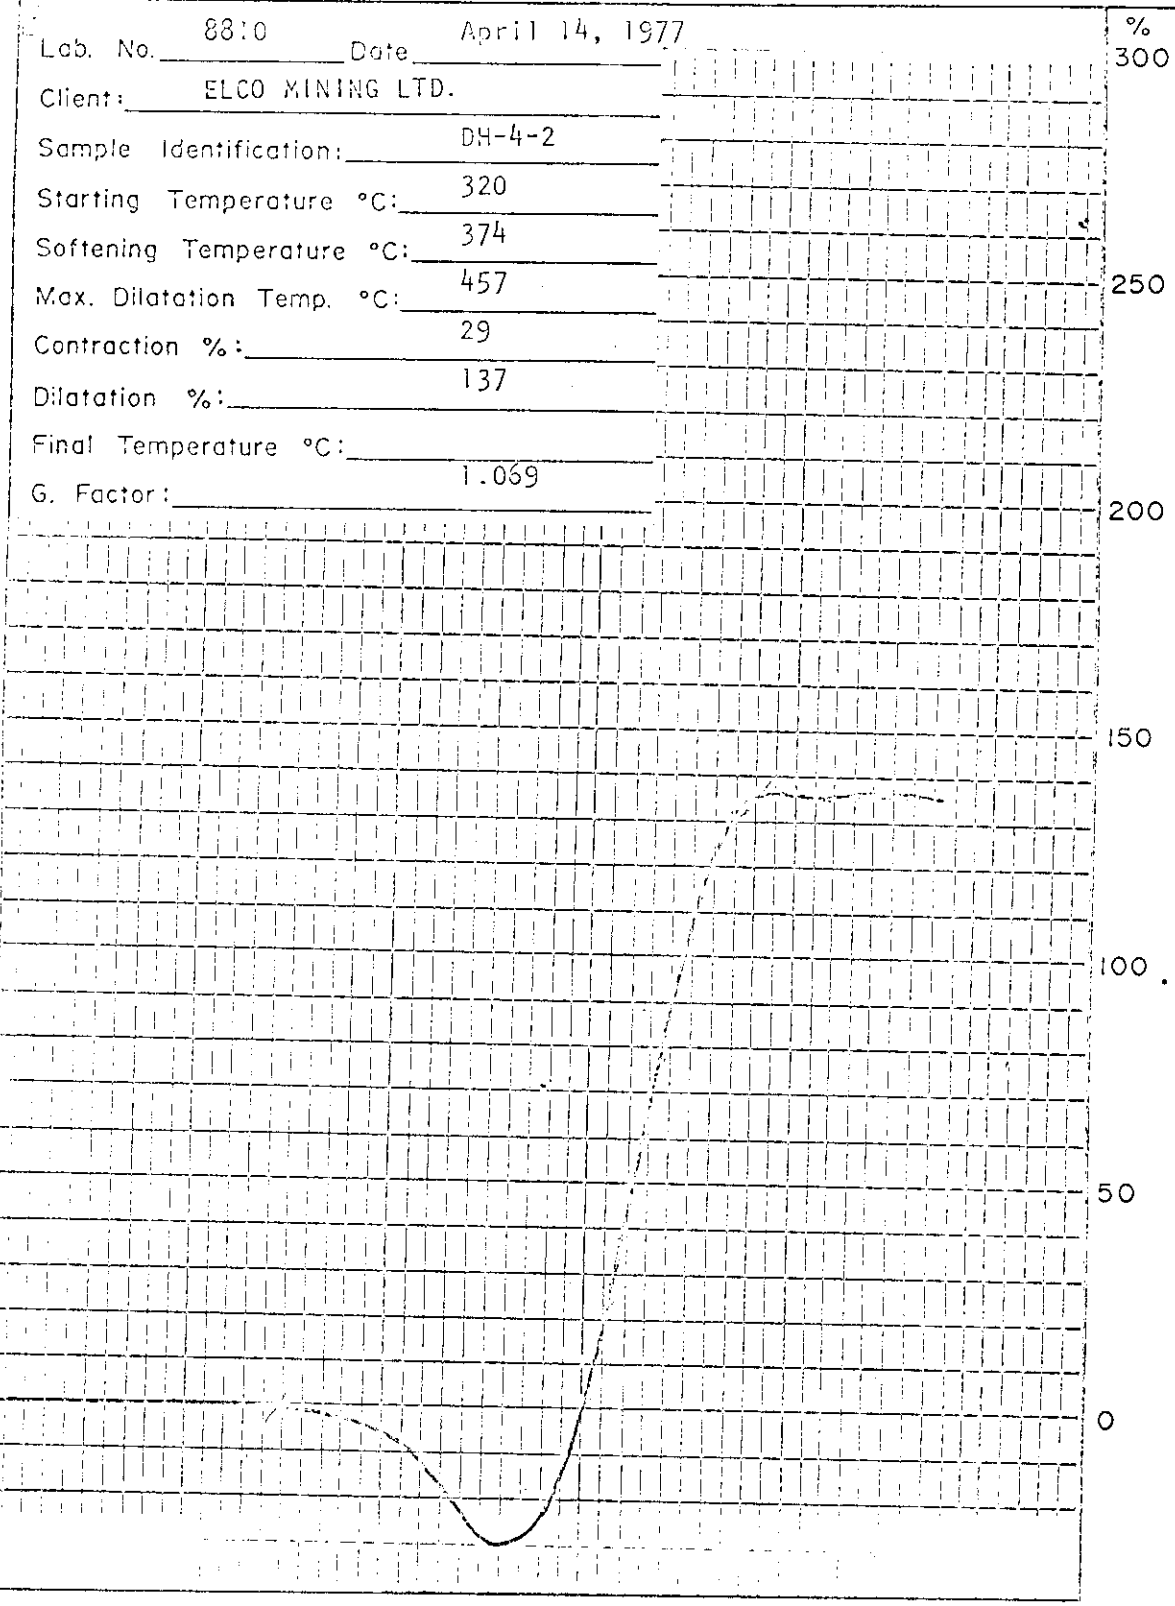 Lab. No. 8810 Date April 14, 1977
Client: ELCO MINING LTD.
Sample Identification: DH-4-2
Starting Temperature °C: 320
Softening Temperature °C: 374
Max. Dilatation Temp. °C: 457
Contraction %: 29
Dilatation %: 137
Final Temperature °C:
G. Factor: 1.069
%
300
250
200
150
100
50
0